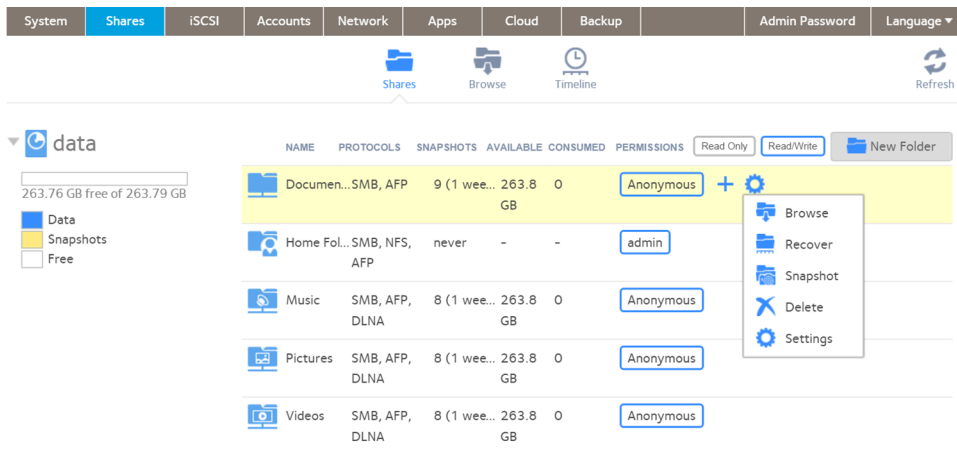 System Shares iSCSI Accounts Network Apps Cloud Backup Admin Password Language
Shares Browse Timeline Refresh
data
263.76 GB free of 263.79 GB
Data
Snapshots
Free
NAME PROTOCOLS SNAPSHOTS AVAILABLE CONSUMED PERMISSIONS Read Only Read/Write New Folder
Documen... SMB, AFP 9 (1 wee... 263.8 0 Anonymous
GB
Home Fol... SMB, NFS, never - - admin
AFP
Music SMB, AFP, 8 (1 wee... 263.8 0 Anonymous
DLNA GB
Pictures SMB, AFP, 8 (1 wee... 263.8 0 Anonymous
DLNA GB
Videos SMB, AFP, 8 (1 wee... 263.8 0 Anonymous
DLNA GB
Browse
Recover
Snapshot
Delete
Settings